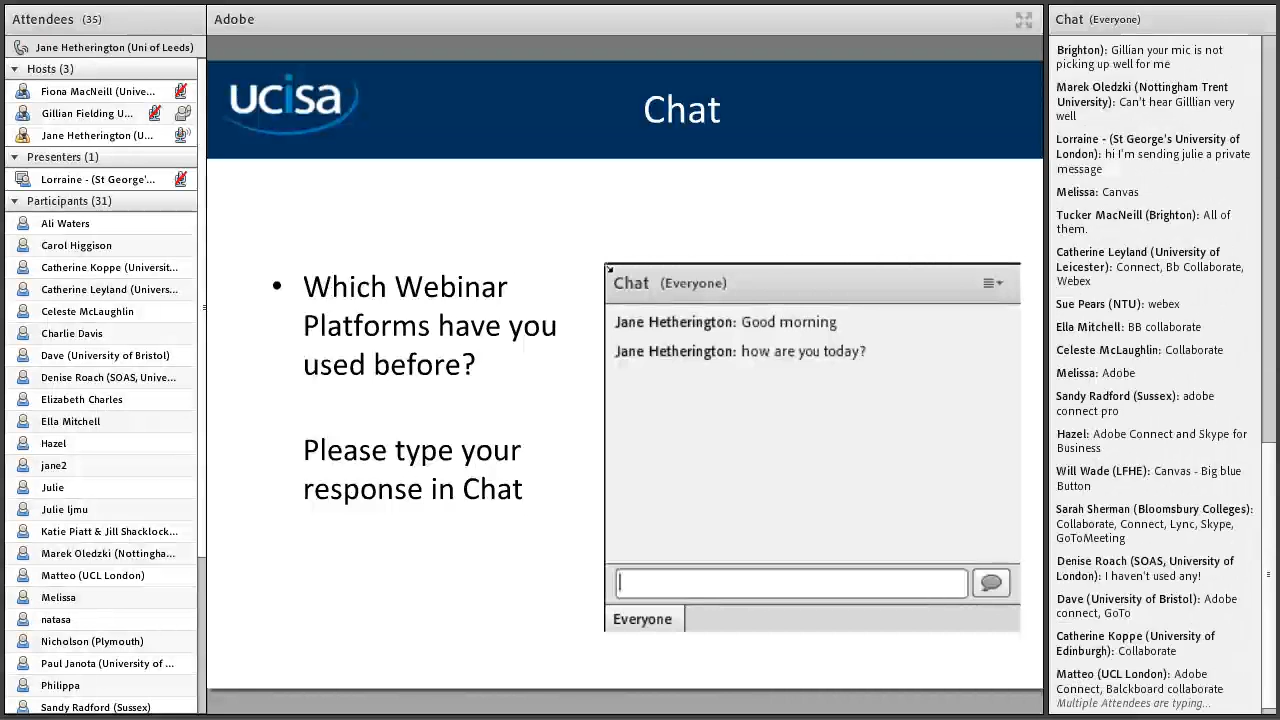 Attendees (35)
Jane Hetherington (Uni of Leeds)
Hosts (3)
Fiona MacNeill (Unive...
Gillian Fielding U...
Jane Hetherington (U...
Presenters (1)
Lorraine - (St George'...
Participants (31)
Ali Waters
Carol Higgison
Catherine Koppe (Universit...
Catherine Leyland (Univers...
Celeste McLaughlin
Charlie Davis
Dave (University of Bristol)
Denise Roach (SOAS, Unive...
Elizabeth Charles
Ella Mitchell
Hazel
jane2
Julie
Julie ljmu
Katie Piatt & Jill Shacklock...
Marek Oledzki (Nottingha...
Matteo (UCL London)
Melissa
natasa
Nicholson (Plymouth)
Paul Janota (University of ...
Philippa
Sandy Radford (Sussex)
Adobe
ucisa
Chat
• Which Webinar
Platforms have you
used before?
Please type your
response in Chat
Chat (Everyone)
Jane Hetherington: Good morning
Jane Hetherington: how are you today?
Everyone
Chat (Everyone)
Brighton): Gillian your mic is not
picking up well for me
Marek Oledzki (Nottingham Trent
University): Can't hear Gilllian very
well
Lorraine - (St George's University of
London): hi I'm sending julie a private
message
Melissa: Canvas
Tucker MacNeill (Brighton): All of
them.
Catherine Leyland (University of
Leicester): Connect, Bb Collaborate,
Webex
Sue Pears (NTU): webex
Ella Mitchell: BB collaborate
Celeste McLaughlin: Collaborate
Melissa: Adobe
Sandy Radford (Sussex): adobe
connect pro
Hazel: Adobe Connect and Skype for
Business
Will Wade (LFHE): Canvas - Big blue
Button
Sarah Sherman (Bloomsbury Colleges):
Collaborate, Connect, Lync, Skype,
GoToMeeting
Denise Roach (SOAS, University of
London): I haven't used any!
Dave (University of Bristol): Adobe
connect, GoTo
Catherine Koppe (University of
Edinburgh): Collaborate
Matteo (UCL London): Adobe
Connect, Balckboard collaborate
Multiple Attendees are typing...